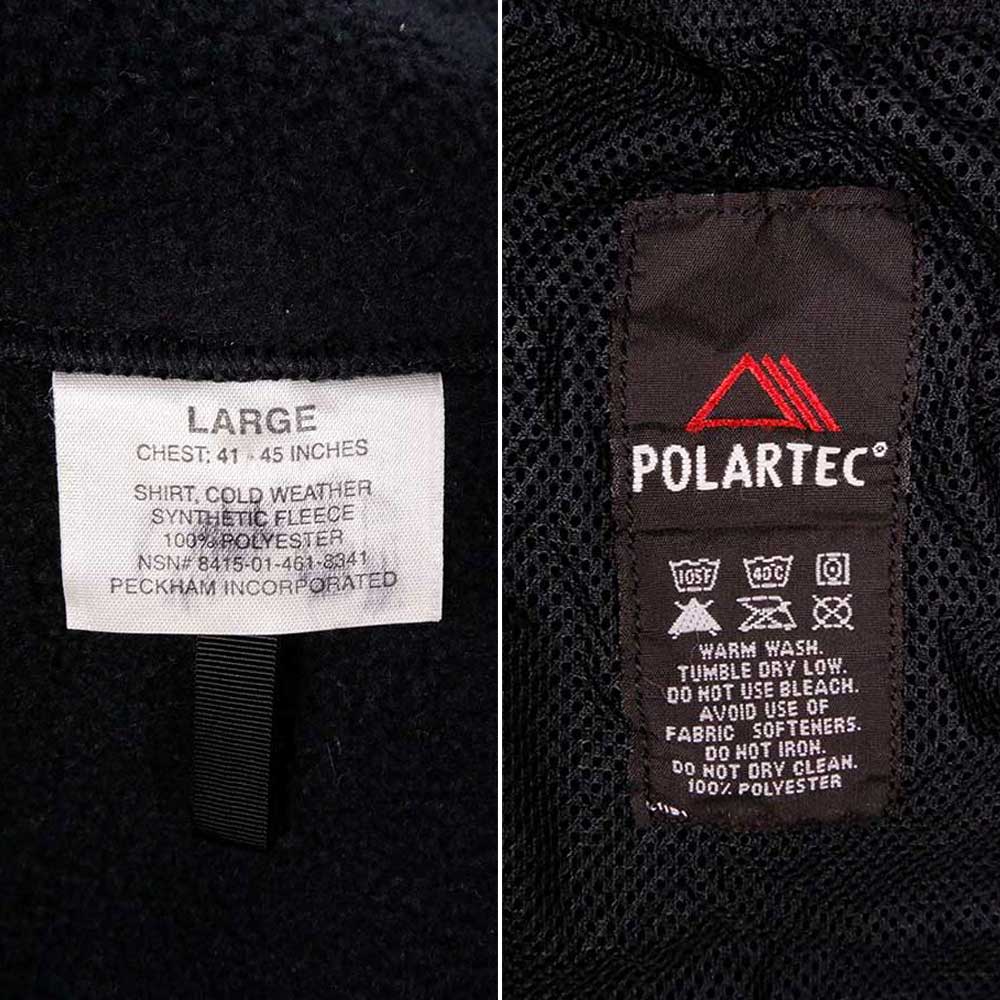 LARGE
CHEST: 41 - 45 INCHES
SHIRT, COLD WEATHER
SYNTHETIC FLEECE
100% POLYESTER
NSN# 8415-01-461-8341
PECKHAM INCORPORATED
POLARTEC®
105F 40C
WARM WASH.
TUMBLE DRY LOW.
DO NOT USE BLEACH.
AVOID USE OF
FABRIC SOFTENERS.
DO NOT IRON.
DO NOT DRY CLEAN.
100% POLYESTER